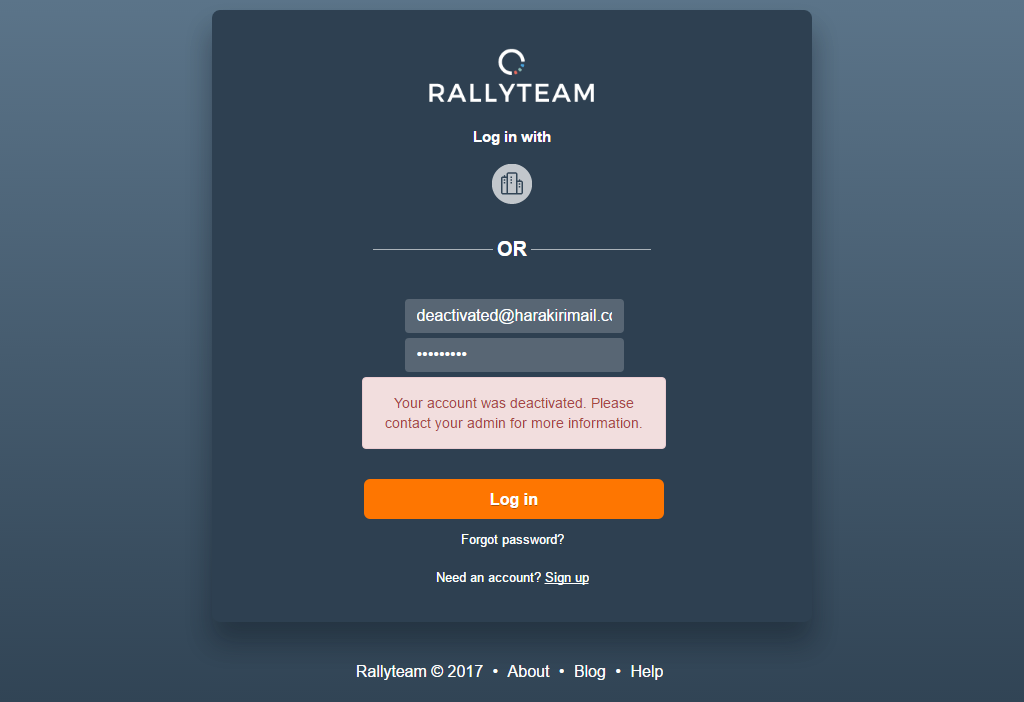 RALLYTEAM
Log in with
OR
deactivated@harakirimail.co
•••••••••
Your account was deactivated. Please
contact your admin for more information.
Log in
Forgot password?
Need an account? Sign up
Rallyteam © 2017 • About • Blog • Help